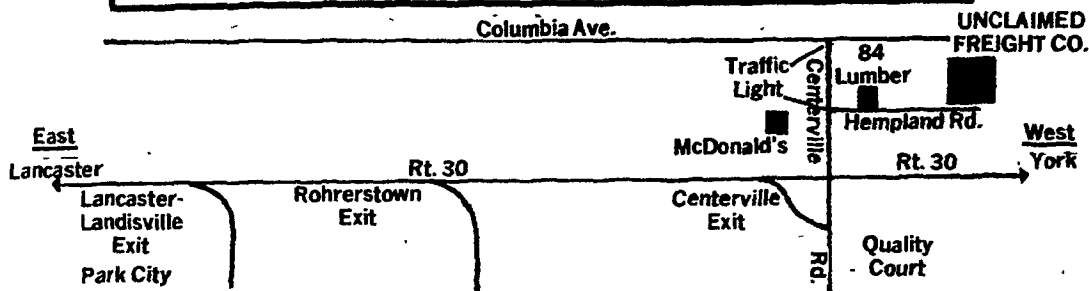 Columbia Ave.
UNCLAIMED
FREIGHT CO.
Traffic
Light
Centerville
84
Lumber
Hempland Rd.
McDonald's
East
Lancaster
Rt. 30
West
York
Rt. 30
Lancaster-
Landisville
Exit
Park City
Rohrerstown
Exit
Centerville
Exit
Rd.
Quality
Court